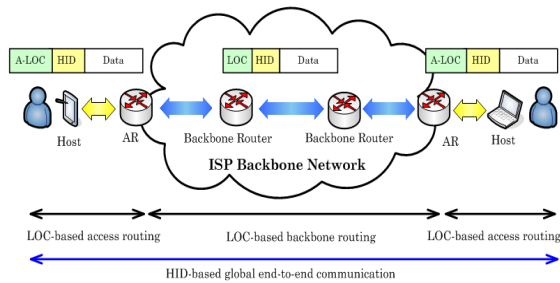 A-LOC HID Data
LOC HID Data
A-LOC HID Data
Host
AR
Backbone Router
Backbone Router
AR
Host
ISP Backbone Network
LOC-based access routing
LOC-based backbone routing
LOC-based access routing
HID-based global end-to-end communication